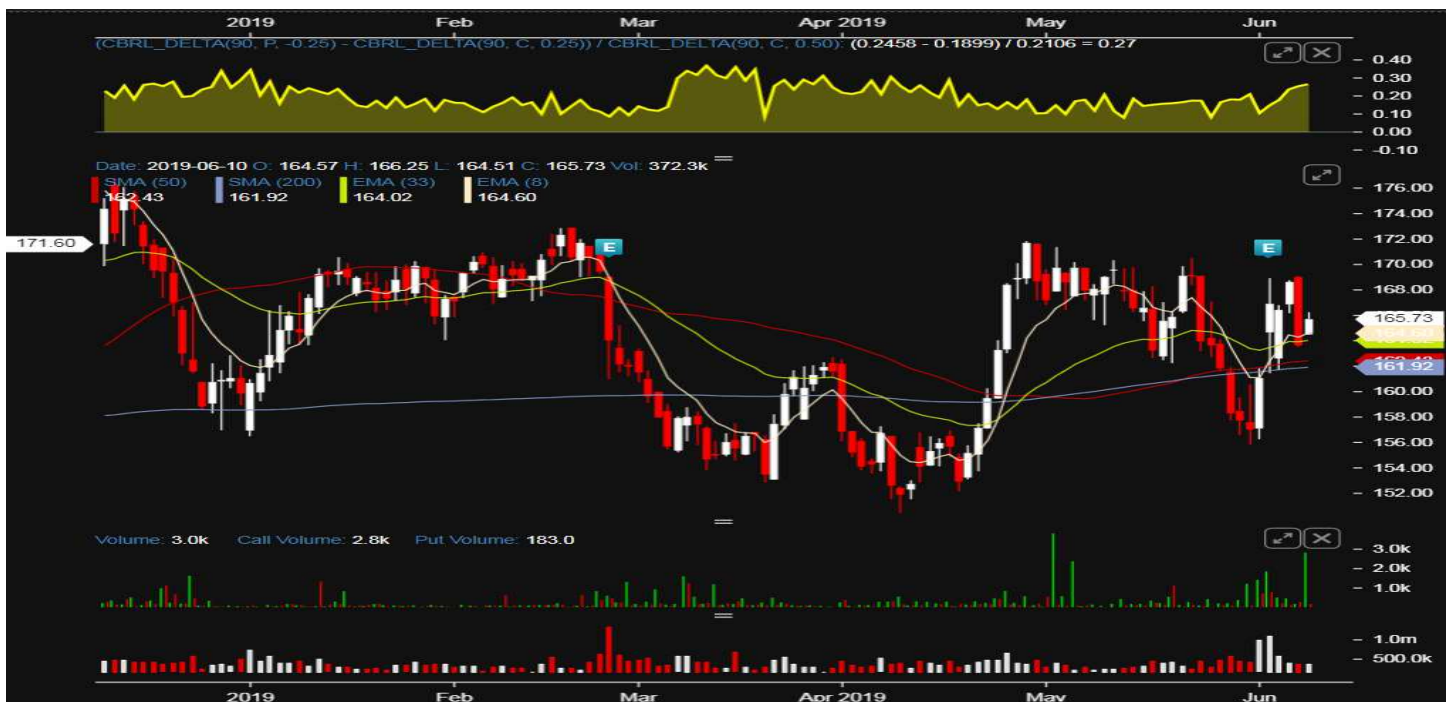 2019 Feb Mar Apr 2019 May Jun
(CBRL_DELTA(90, P, -0.25) - CBRL_DELTA(90, C, 0.25)) / CBRL_DELTA(90, C, 0.50): (0.2458 - 0.1899) / 0.2106 = 0.27
0.40
0.30
0.20
0.10
0.00
-0.10
Date: 2019-06-10 O: 164.57 H: 166.25 L: 164.51 C: 165.73 Vol: 372.3k
SMA (50) SMA (200) EMA (33) EMA (8)
162.43 161.92 164.02 164.60
176.00
174.00
171.60
E
E
172.00
170.00
168.00
165.73
164.60
161.92
160.00
158.00
156.00
154.00
152.00
Volume: 3.0k Call Volume: 2.8k Put Volume: 183.0
3.0k
2.0k
1.0k
1.0m
500.0k
2019 Feb Mar Apr 2019 May Jun